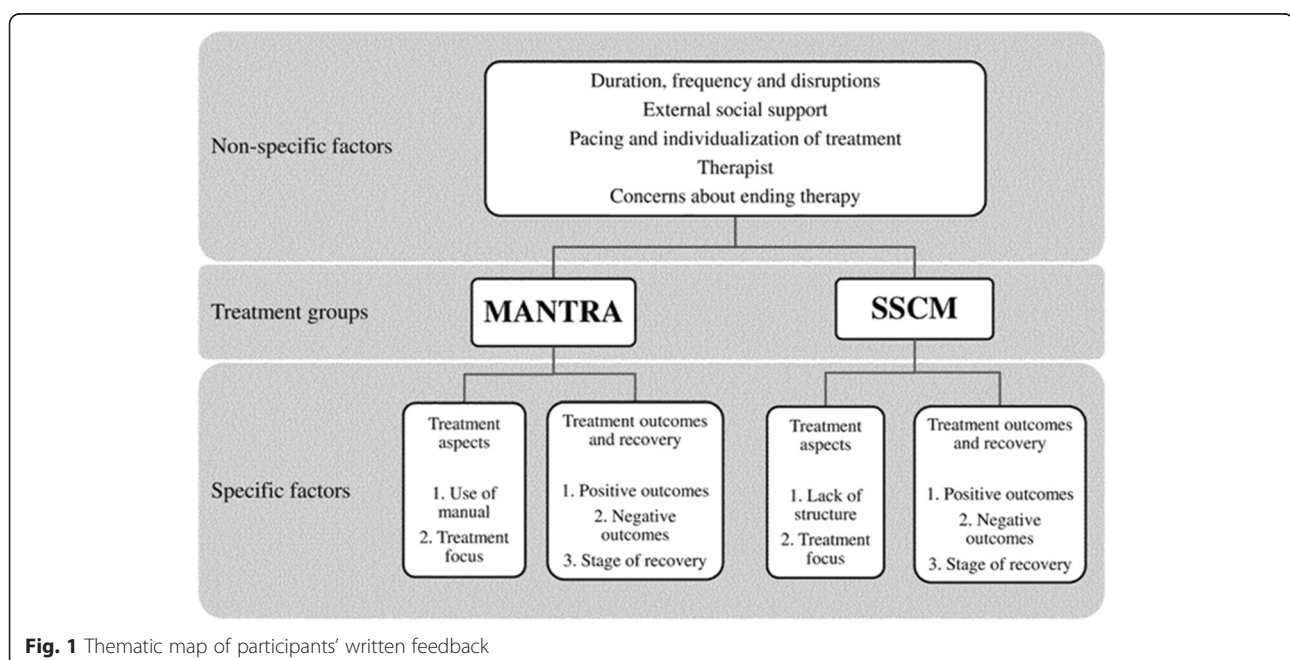 Non-specific factors
Duration, frequency and disruptions
External social support
Pacing and individualization of treatment
Therapist
Concerns about ending therapy
Treatment groups
MANTRA
SSCM
Specific factors
Treatment
aspects
1. Use of
manual
2. Treatment
focus
Treatment outcomes
and recovery
1. Positive outcomes
2. Negative
outcomes
3. Stage of recovery
Treatment
aspects
1. Lack of
structure
2. Treatment
focus
Treatment outcomes
and recovery
1. Positive outcomes
2. Negative
outcomes
3. Stage of recovery
Fig. 1 Thematic map of participants’ written feedback